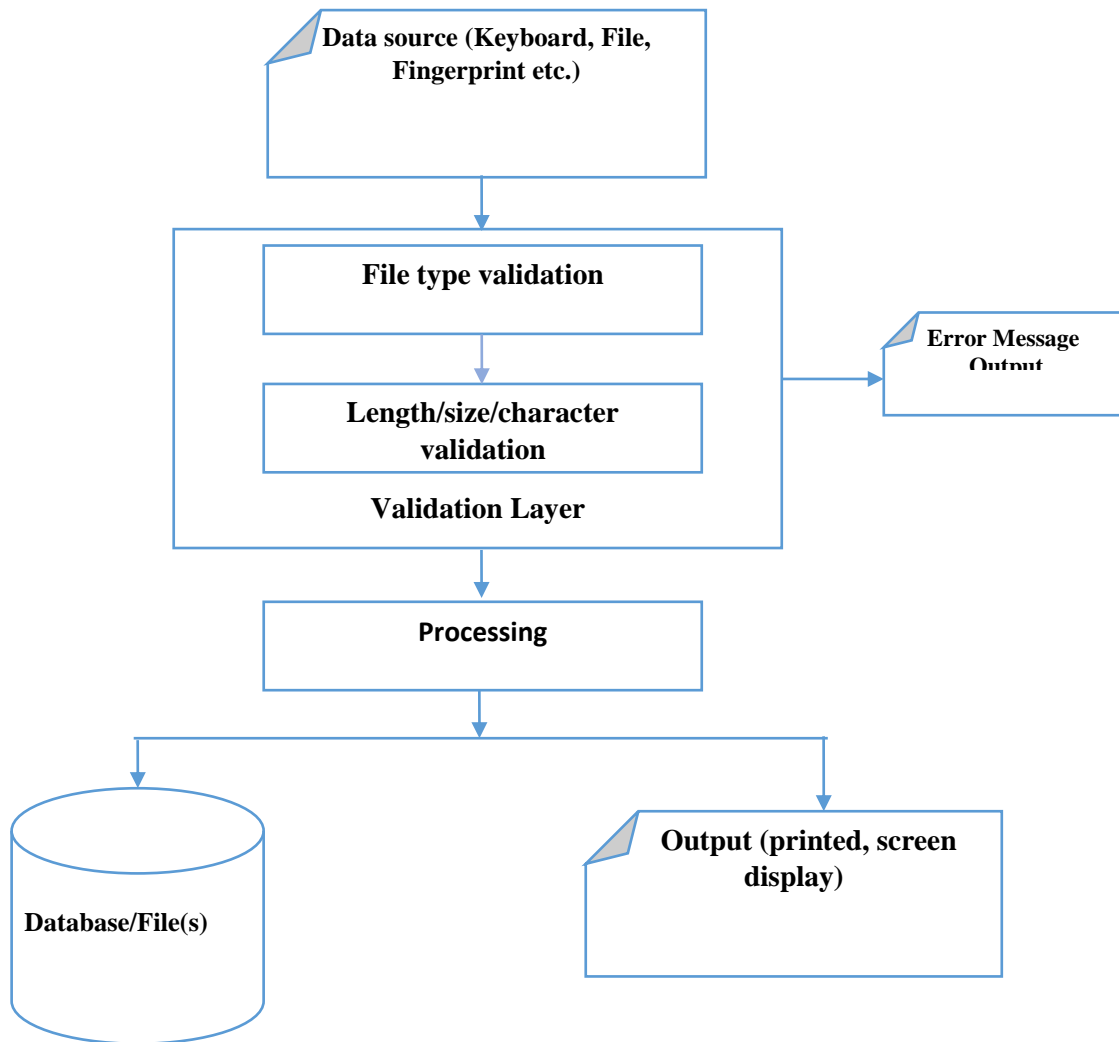 Data source (Keyboard, File,
Fingerprint etc.)
File type validation
Error Message
Output
Length/size/character
validation
Validation Layer
Processing
Output (printed, screen
display)
Database/File(s)